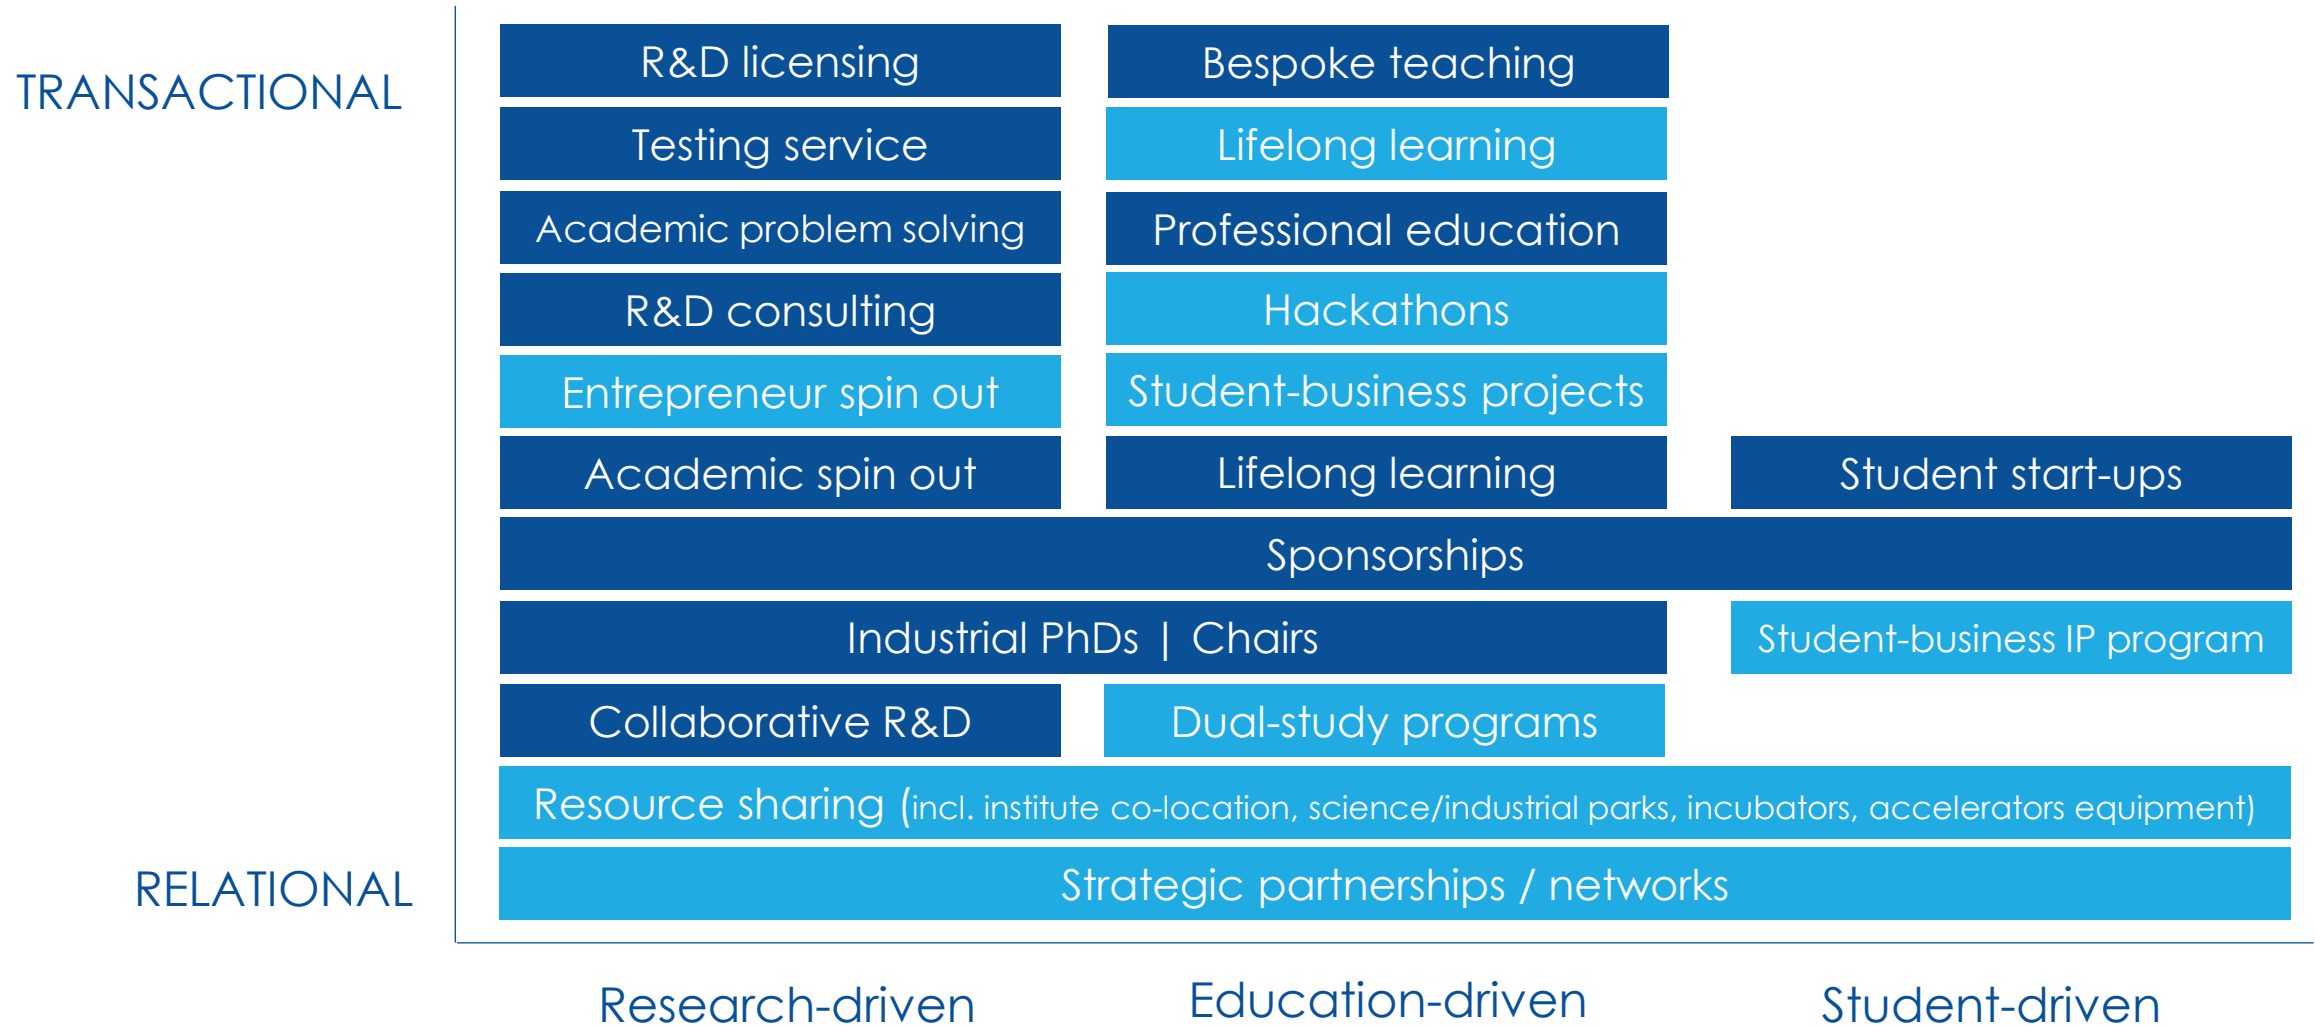 TRANSACTIONAL
R&D licensing
Bespoke teaching
Testing service
Lifelong learning
Academic problem solving
Professional education
R&D consulting
Hackathons
Entrepreneur spin out
Student-business projects
Academic spin out
Lifelong learning
Student start-ups
Sponsorships
Industrial PhDs | Chairs
Student-business IP program
Collaborative R&D
Dual-study programs
Resource sharing (incl. institute co-location, science/industrial parks, incubators, accelerators equipment)
RELATIONAL
Strategic partnerships / networks
Research-driven
Education-driven
Student-driven